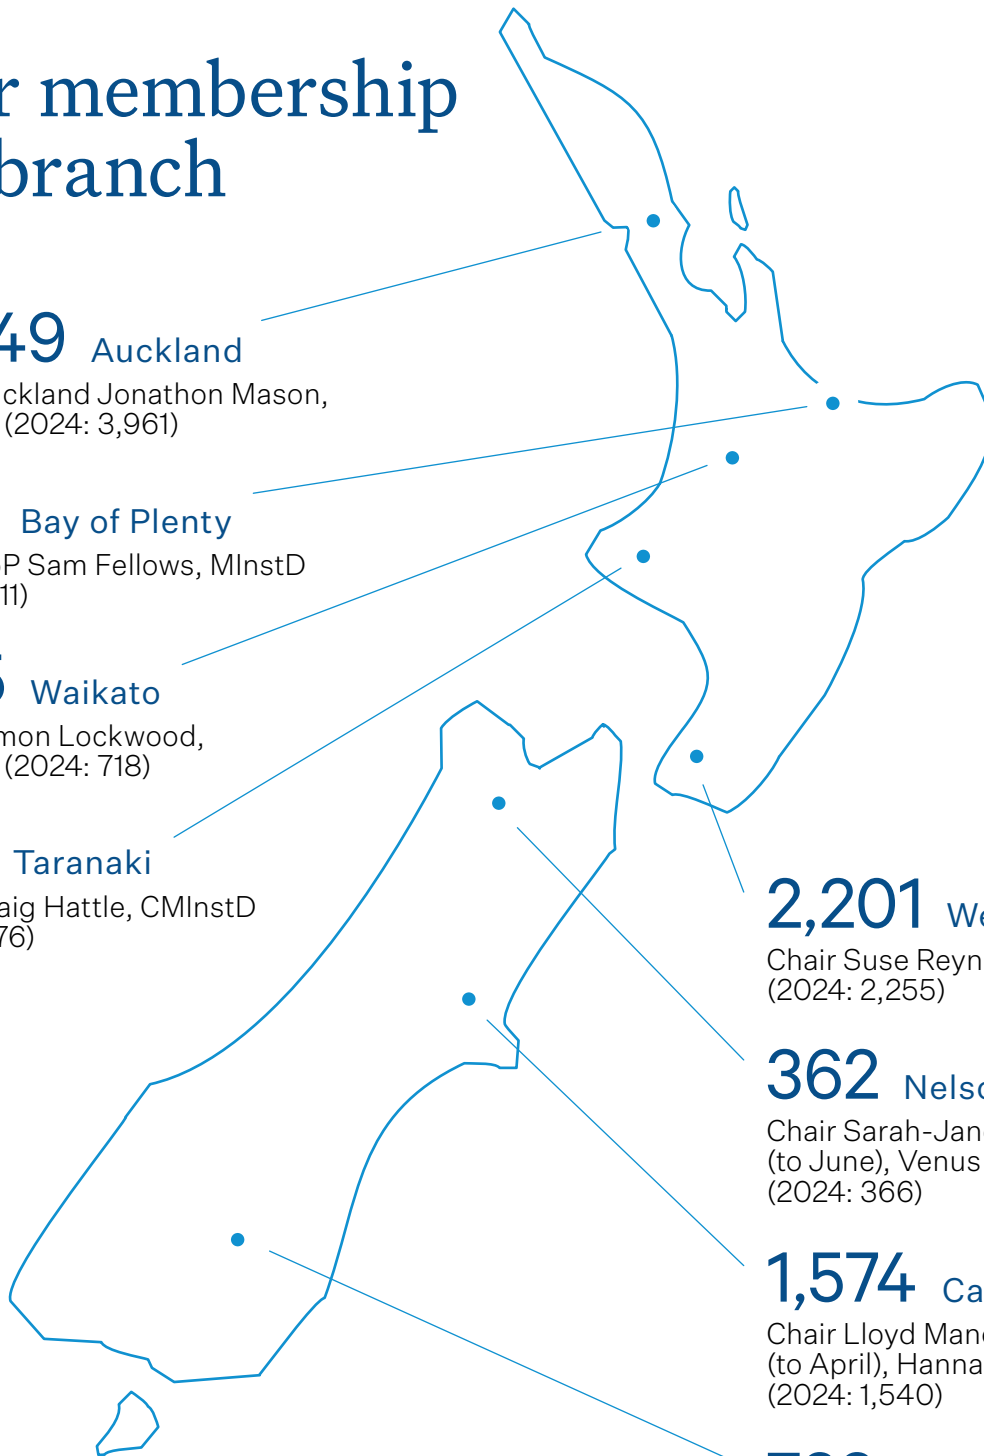 r membership
branch
49 Auckland
ckland Jonathon Mason,
(2024: 3,961)
Bay of Plenty
P Sam Fellows, MInstD
11)
Waikato
mon Lockwood,
(2024: 718)
Taranaki
aig Hattle, CMInstD
76)
2,201 We
Chair Suse Reyn
(2024: 2,255)
362 Nelso
Chair Sarah-Jan
(to June), Venus
(2024: 366)
1,574 Ca
Chair Lloyd Man
(to April), Hanna
(2024: 1,540)